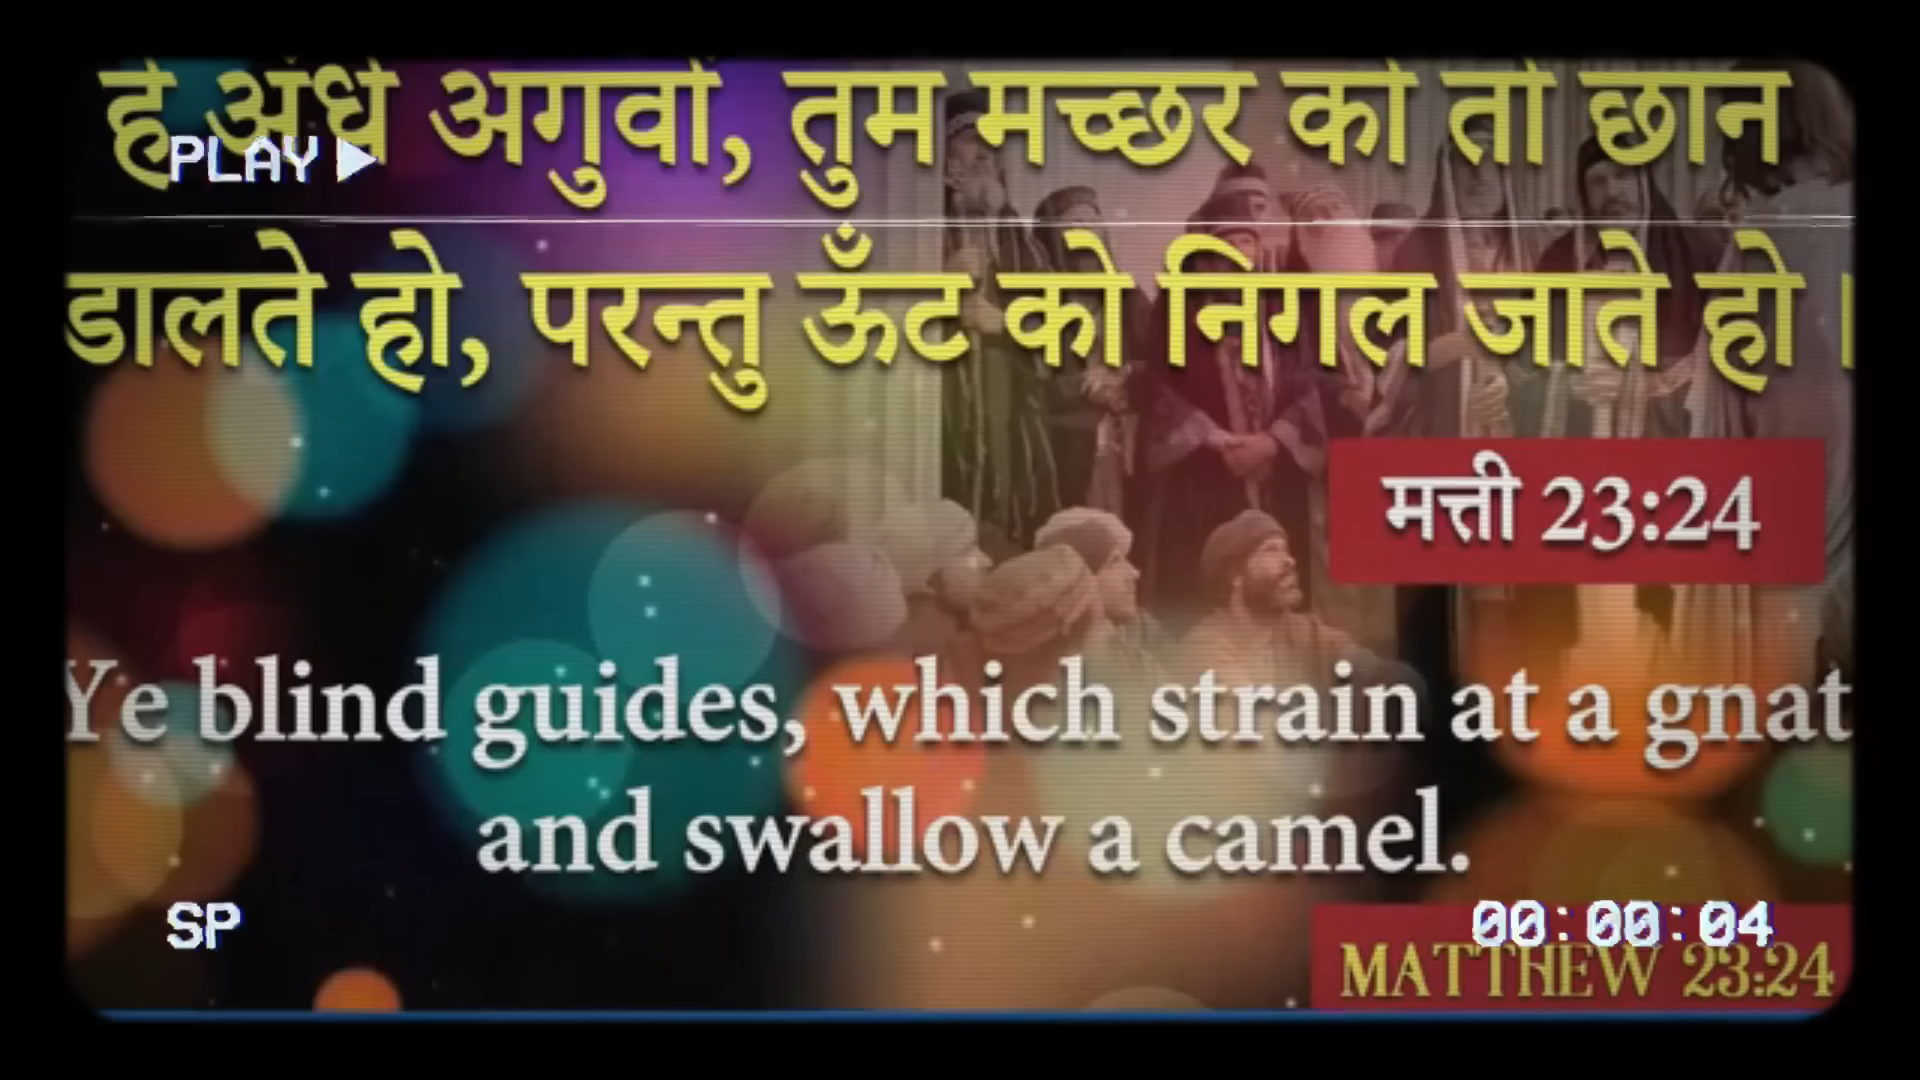 हे अंधे अगुवों, तुम मच्छर को तो छान
PLAY
डालते हो, परन्तु ऊँट को निगल जाते हो ।
मत्ती 23:24
Ye blind guides, which strain at a gnat
and swallow a camel.
SP
00:00:04
MATTHEW 23:24